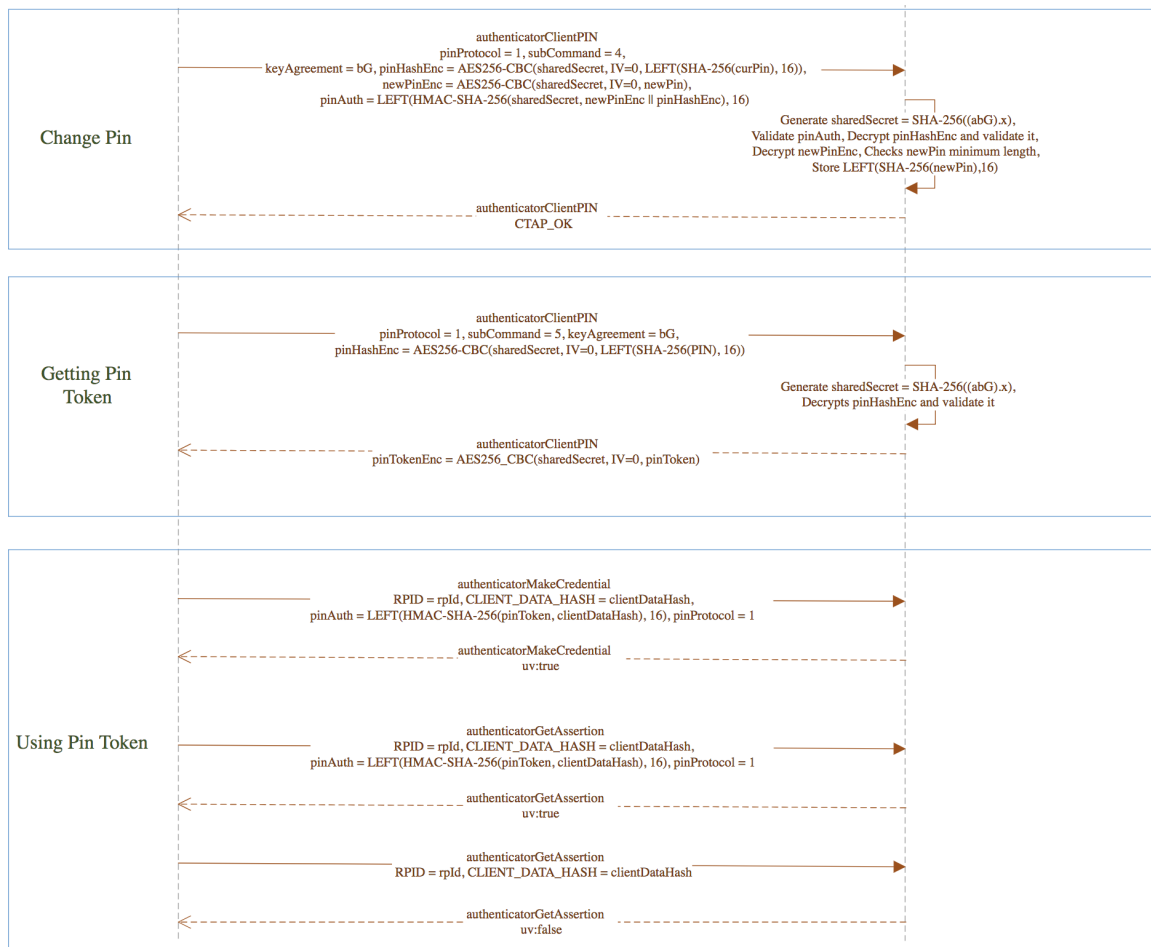 Change Pin
authenticatorClientPIN
pinProtocol = 1, subCommand = 4,
keyAgreement = bG, pinHashEnc = AES256-CBC(sharedSecret, IV=0, LEFT(SHA-256(curPin), 16)),
newPinEnc = AES256-CBC(sharedSecret, IV=0, newPin),
pinAuth = LEFT(HMAC-SHA-256(sharedSecret, newPinEnc || pinHashEnc), 16)
Generate sharedSecret = SHA-256((abG).x),
Validate pinAuth, Decrypt pinHashEnc and validate it,
Decrypt newPinEnc, Checks newPin minimum length,
Store LEFT(SHA-256(newPin),16)
authenticatorClientPIN
CTAP_OK
Getting Pin
Token
authenticatorClientPIN
pinProtocol = 1, subCommand = 5, keyAgreement = bG,
pinHashEnc = AES256-CBC(sharedSecret, IV=0, LEFT(SHA-256(PIN), 16))
Generate sharedSecret = SHA-256((abG).x),
Decrypts pinHashEnc and validate it
authenticatorClientPIN
pinTokenEnc = AES256_CBC(sharedSecret, IV=0, pinToken)
Using Pin Token
authenticatorMakeCredential
RPID = rpId, CLIENT_DATA_HASH = clientDataHash,
pinAuth = LEFT(HMAC-SHA-256(pinToken, clientDataHash), 16), pinProtocol = 1
authenticatorMakeCredential
uv:true
authenticatorGetAssertion
RPID = rpId, CLIENT_DATA_HASH = clientDataHash,
pinAuth = LEFT(HMAC-SHA-256(pinToken, clientDataHash), 16), pinProtocol = 1
authenticatorGetAssertion
uv:true
authenticatorGetAssertion
RPID = rpId, CLIENT_DATA_HASH = clientDataHash
authenticatorGetAssertion
uv:false